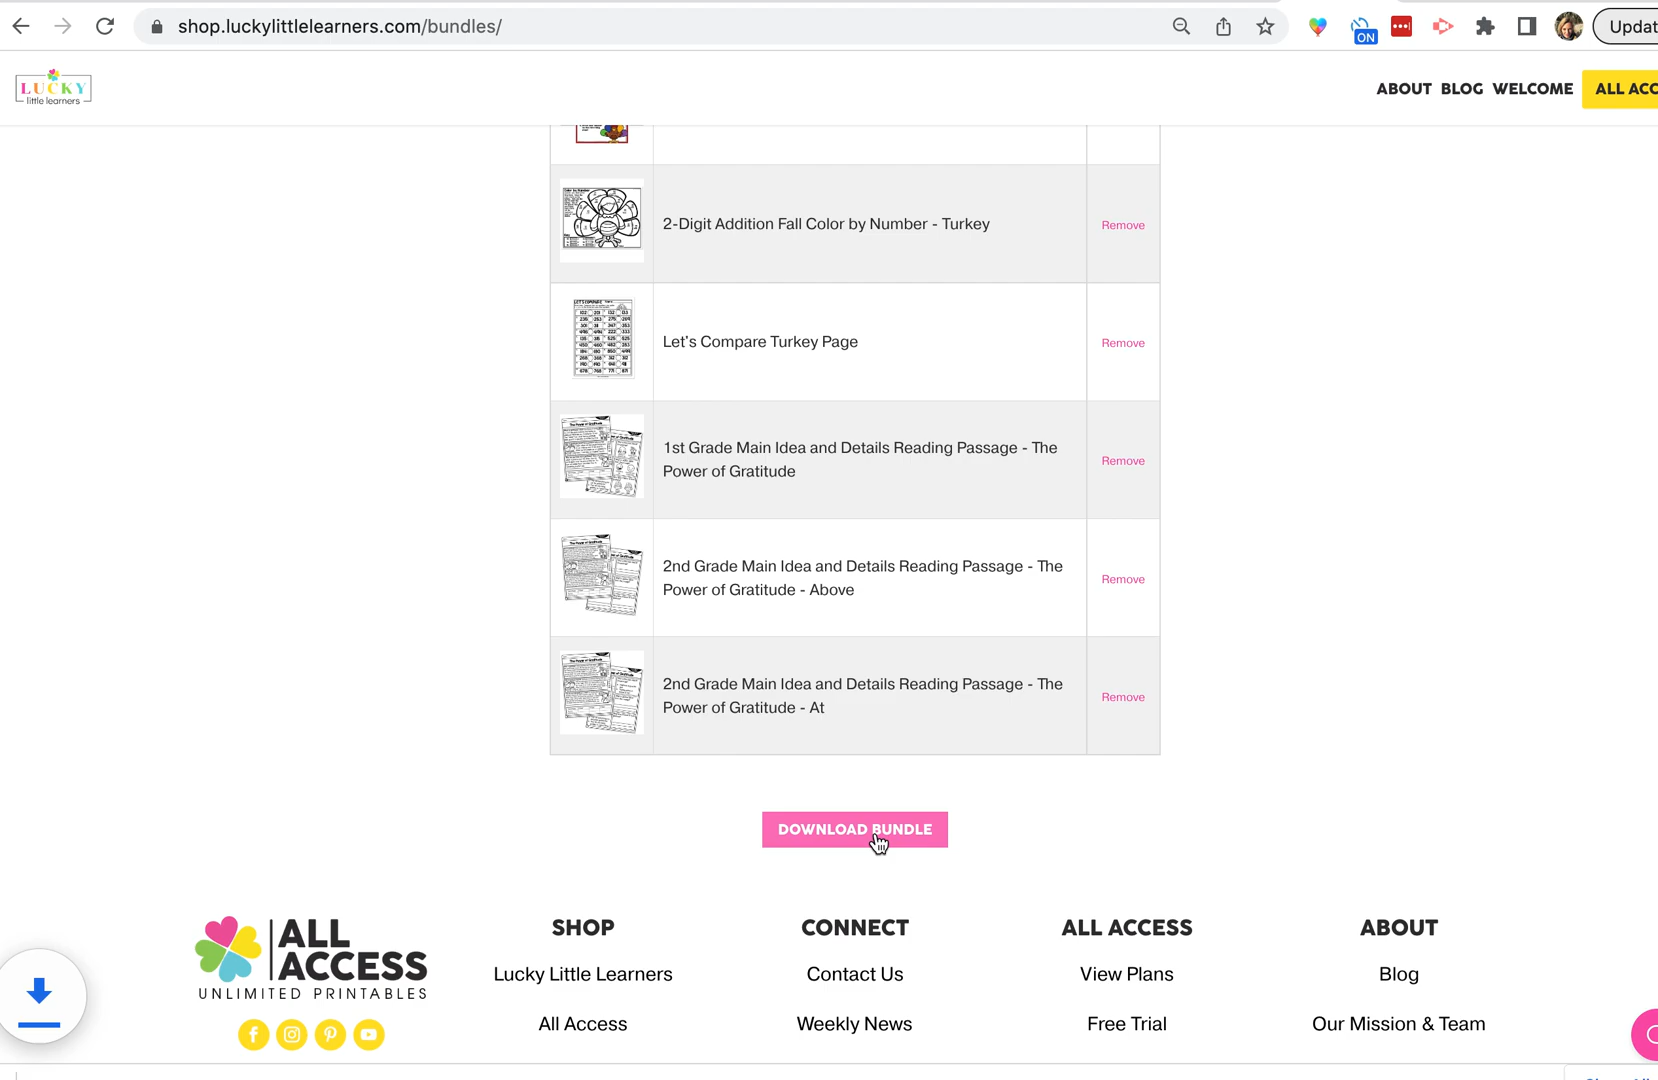 shop.luckylittlelearners.com/bundles/
ON
LUCKY
little learners
ABOUT BLOG WELCOME
2-Digit Addition Fall Color by Number - Turkey
Remove
Let's Compare Turkey Page
Remove
1st Grade Main Idea and Details Reading Passage - The
Power of Gratitude
Remove
2nd Grade Main Idea and Details Reading Passage - The
Power of Gratitude - Above
Remove
2nd Grade Main Idea and Details Reading Passage - The
Power of Gratitude - At
Remove
DOWNLOAD BUNDLE
ALL
ACCESS
UNLIMITED PRINTABLES
SHOP
Lucky Little Learners
All Access
CONNECT
Contact Us
Weekly News
ALL ACCESS
View Plans
Free Trial
ABOUT
Blog
Our Mission & Team